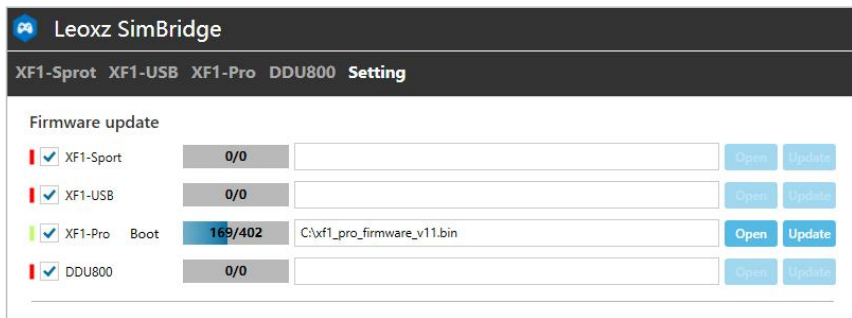 Leoxz SimBridge
XF1-Sprot XF1-USB XF1-Pro DDU800 Setting
Firmware update
XF1-Sport 0/0 Open Update
XF1-USB 0/0 Open Update
XF1-Pro Boot 169/402 C:\xf1_pro_firmware_v11.bin Open Update
DDU800 0/0 Open Update